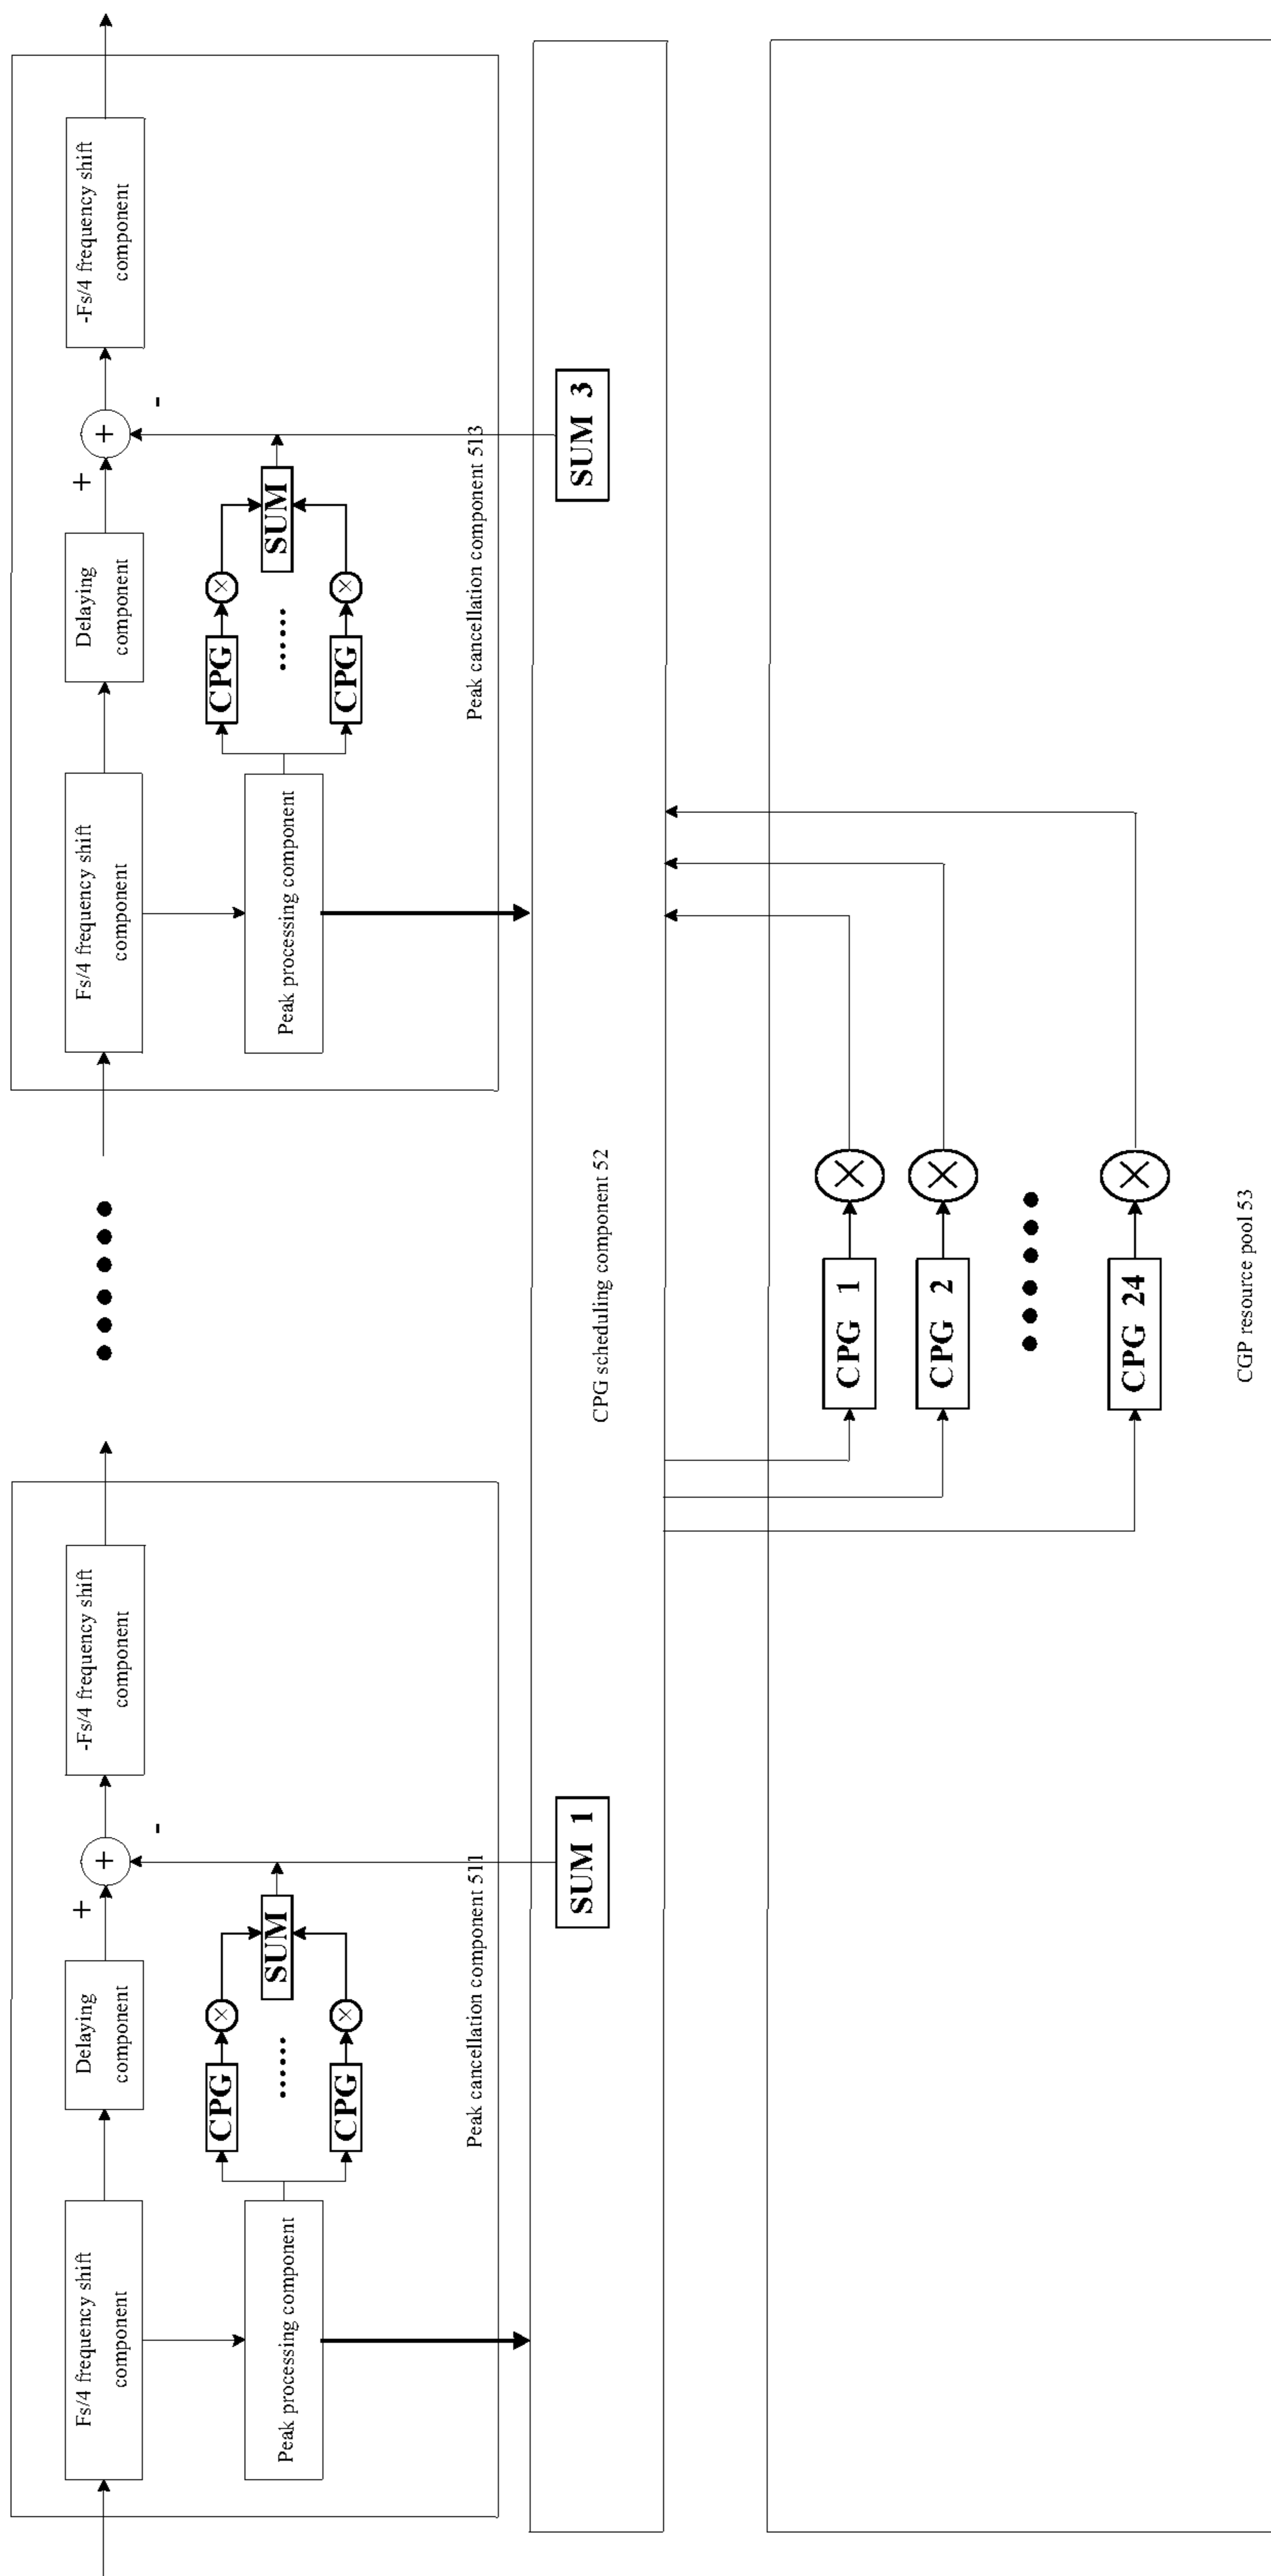 Fs/4 frequency shift
component
Delaying
component
+
+
-
-Fs/4 frequency shift
component
Peak processing component
CPG
×
......
CPG
×
SUM
Peak cancellation component 511
......
Fs/4 frequency shift
component
Delaying
component
+
+
-
-Fs/4 frequency shift
component
Peak processing component
CPG
×
......
CPG
×
SUM
Peak cancellation component 513
SUM 1
SUM 3
CPG scheduling component 52
CPG 1
×
CPG 2
×
......
CPG 24
×
CGP resource pool 53